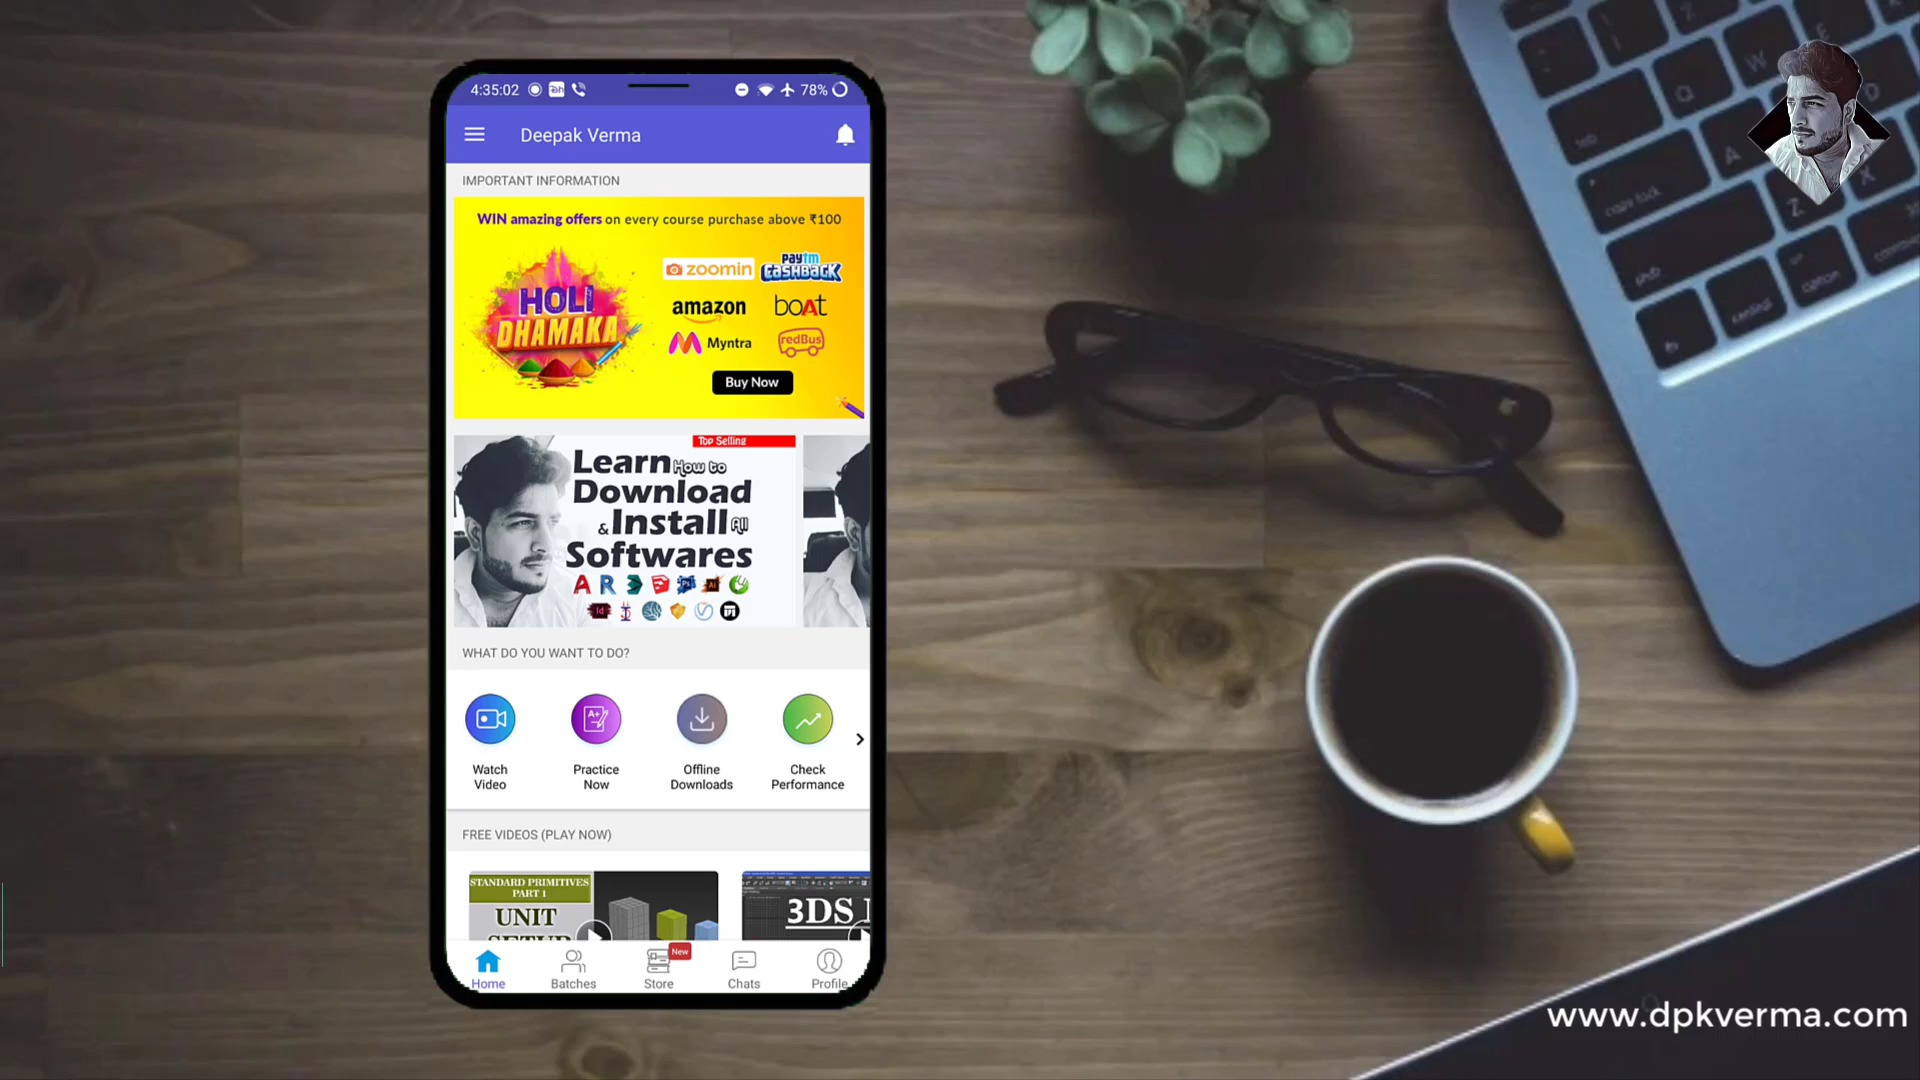 4:35:02
78%
Deepak Verma
IMPORTANT INFORMATION
WIN amazing offers on every course purchase above ₹100
HOLI
DHAMAKA
zoomin
paytm
CASHBACK
amazon
boAt
Myntra
redBus
Buy Now
Top Selling
Learn How to
Download
& Install All
Softwares
WHAT DO YOU WANT TO DO?
Watch
Video
Practice
Now
Offline
Downloads
Check
Performance
FREE VIDEOS (PLAY NOW)
STANDARD PRIMITIVES
PART 1
UNIT
SETUP
3DS
New
Home
Batches
Store
Chats
Profile
www.dpkverma.com